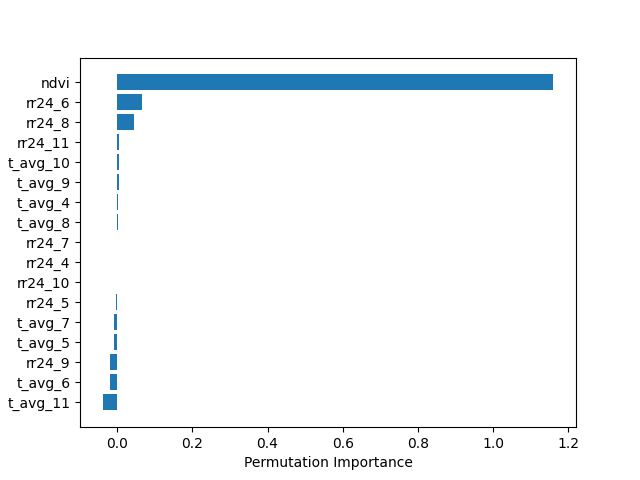 ndvi
rr24_6
rr24_8
rr24_11
t_avg_10
t_avg_9
t_avg_4
t_avg_8
rr24_7
rr24_4
rr24_10
rr24_5
t_avg_7
t_avg_5
rr24_9
t_avg_6
t_avg_11
0.0 0.2 0.4 0.6 0.8 1.0 1.2
Permutation Importance